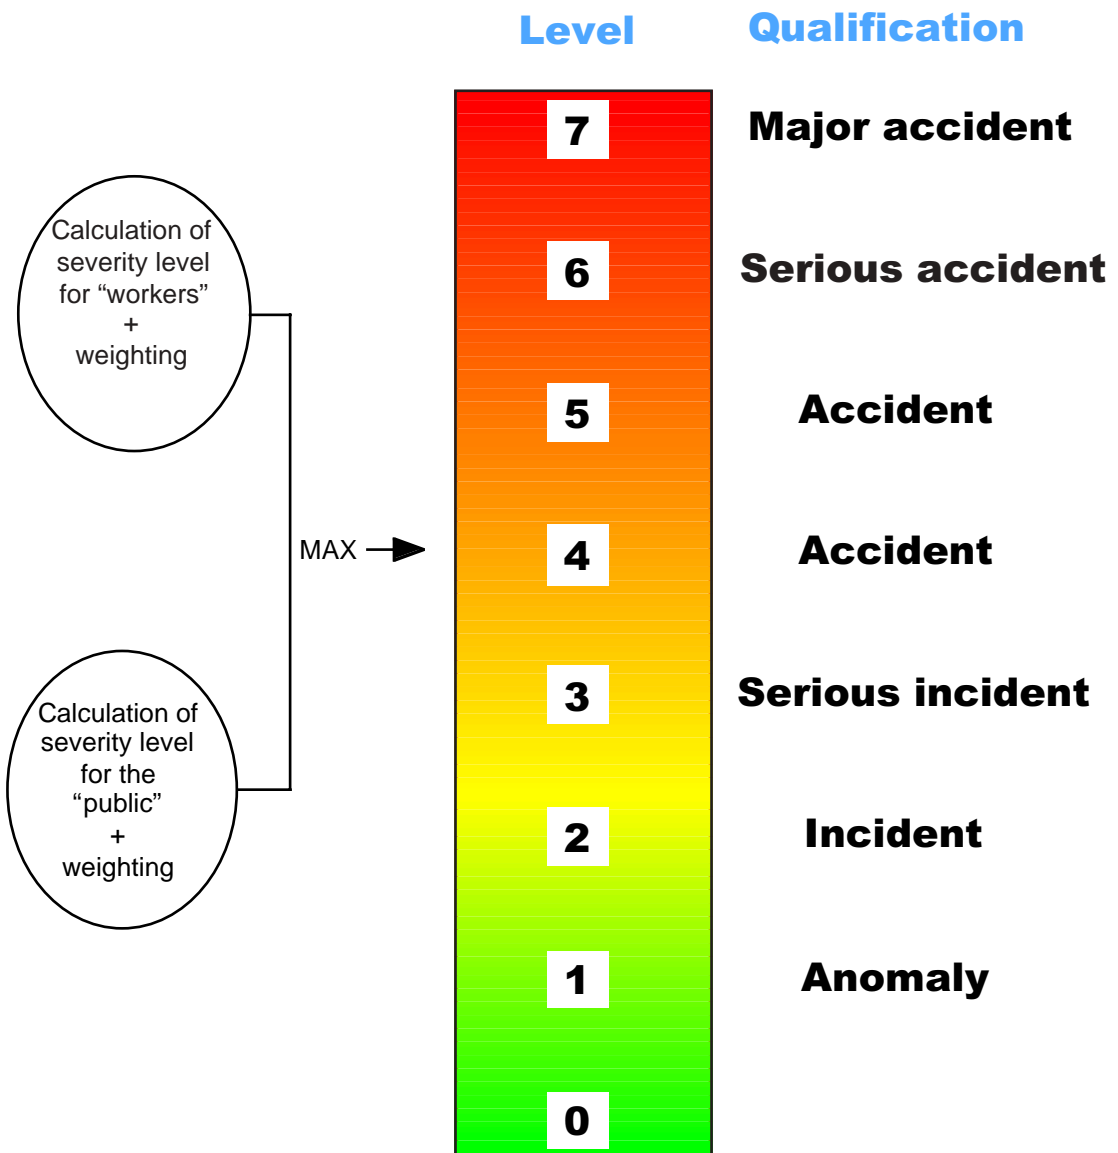 Level
Qualification
7
Major accident
Calculation of
severity level
for “workers”
+
weighting
6
Serious accident
5
Accident
MAX
4
Accident
Calculation of
severity level
for the
“public”
+
weighting
3
Serious incident
2
Incident
1
Anomaly
0